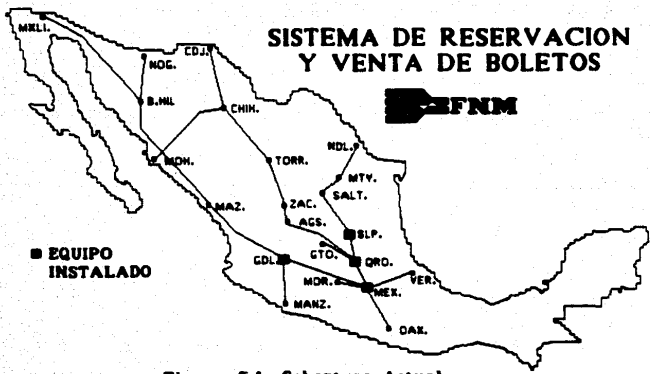 SISTEMA DE RESERVACION
Y VENTA DE BOLETOS
FNM
MXLI.
NOG.
CDJ.
B.HIL
CHIH.
MOH.
TORR.
NDL.
MTY.
SALT.
MAZ.
ZAC.
AGS.
SLP.
GTO.
QRO.
GDL.
MOR.
MEX.
VER.
MANZ.
OAX.
EQUIPO
INSTALADO